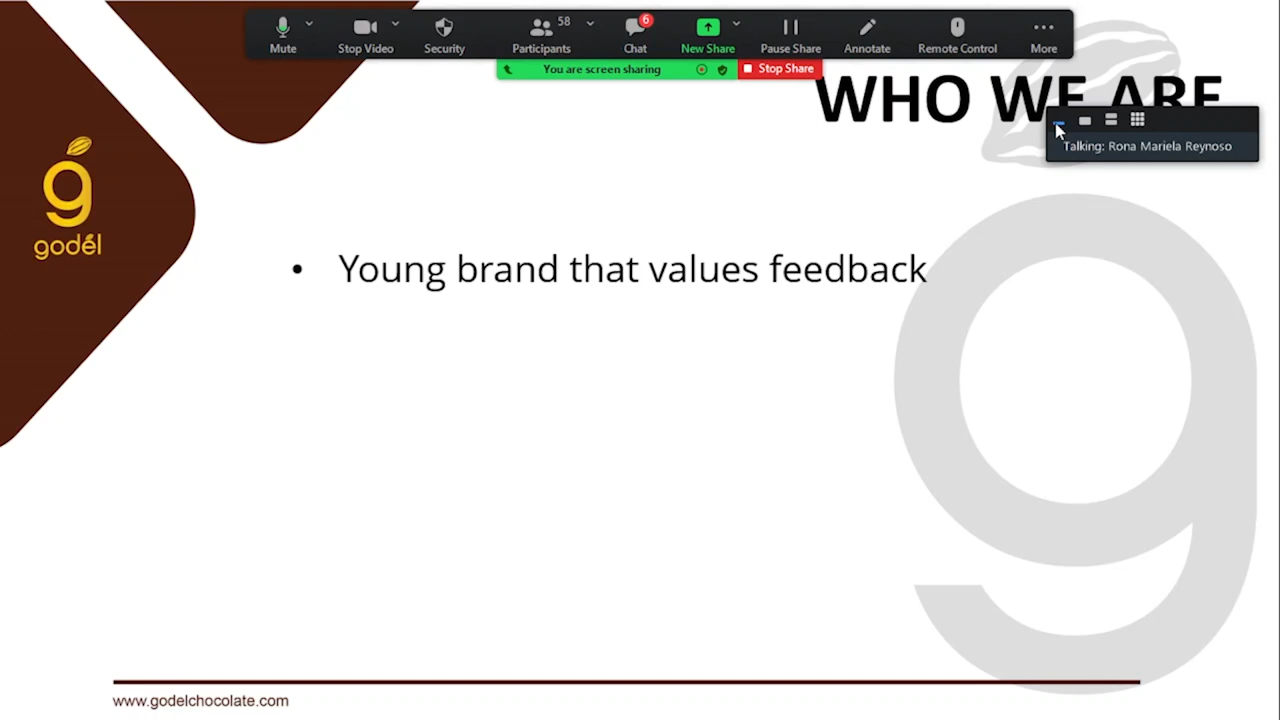 Mute
Stop Video
Security
58
Participants
6
Chat
New Share
Pause Share
Annotate
Remote Control
More
You are screen sharing
Stop Share
WHO WE ARE
Talking: Rona Mariela Reynoso
g
godél
• Young brand that values feedback
g
www.godelchocolate.com